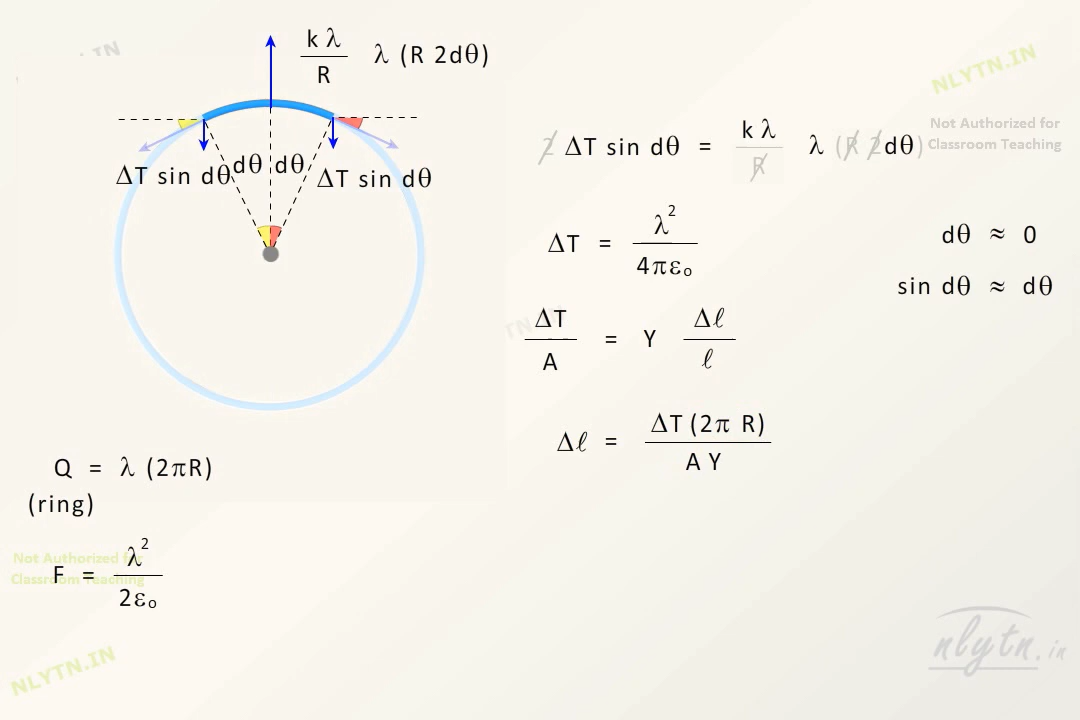 NLYTN.IN
k λ / R λ (R 2dθ)
dθ dθ
ΔT sin dθ ΔT sin dθ
Q = λ (2πR)
(ring)
F = λ² / 2ε₀
2 ΔT sin dθ = k λ / R λ (R 2dθ)
ΔT = λ² / 4πε₀
ΔT / A = Y Δℓ / ℓ
Δℓ = ΔT (2π R) / A Y
dθ ≈ 0
sin dθ ≈ dθ
Not Authorized for
Classroom Teaching
Not Authorized for
Classroom Teaching
NLYTN.IN
nlytn.in